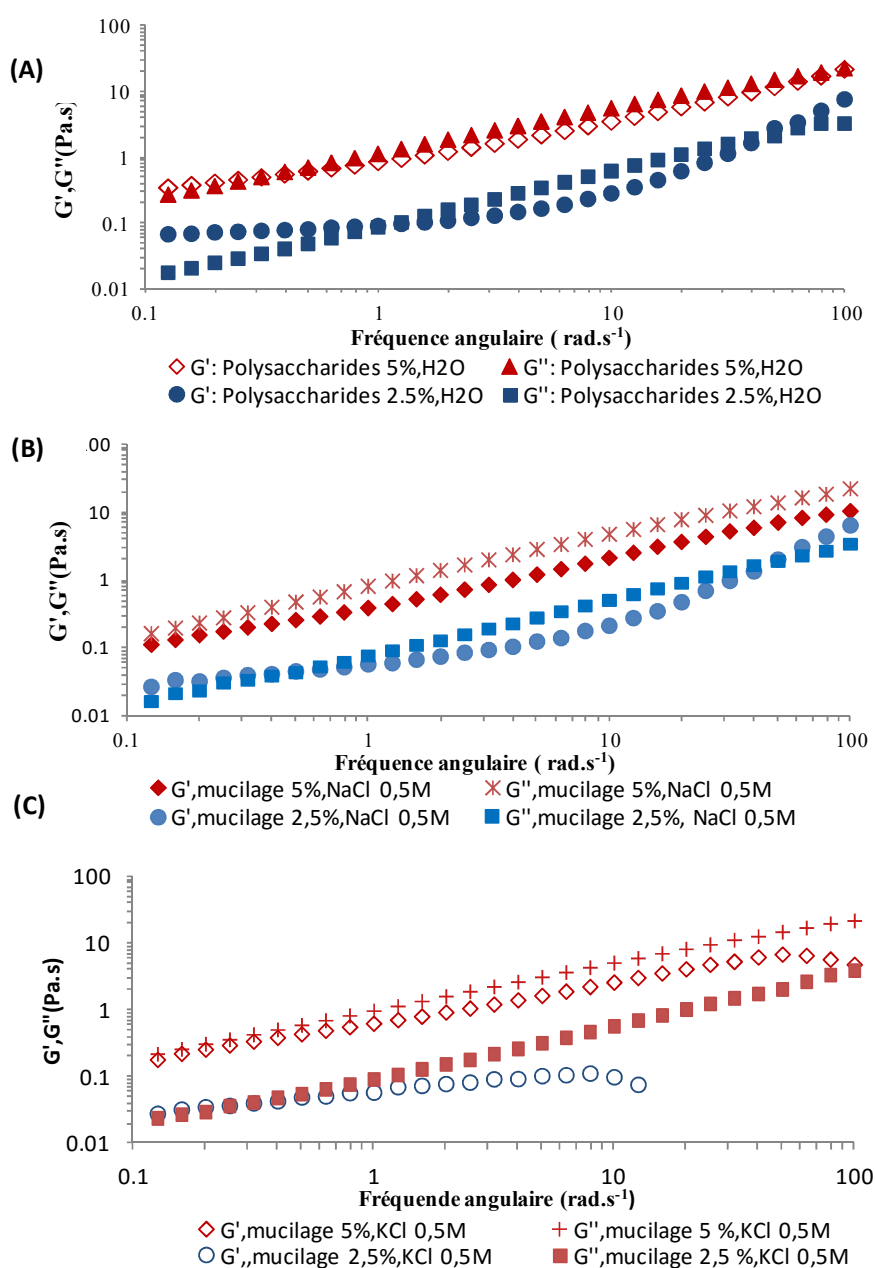 (A)
100
10
1
0.1
0.01
G',G"(Pa.s)
0.1 1 10 100
Fréquence angulaire ( rad.s-1)
G': Polysaccharides 5%,H2O G'': Polysaccharides 5%,H2O
G': Polysaccharides 2.5%,H2O G'': Polysaccharides 2.5%,H2O
(B)
00
10
1
0.1
0.01
G',G"(Pa.s)
0.1 1 10 100
Fréquence angulaire ( rad.s-1)
G',mucilage 5%,NaCl 0,5M G'',mucilage 5%,NaCl 0,5M
G',mucilage 2,5%,NaCl 0,5M G'',mucilage 2,5%, NaCl 0,5M
(C)
100
10
1
0.1
0.01
G',G''(Pa.s)
0.1 1 10 100
Fréquende angulaire (rad.s-1)
G',mucilage 5%,KCl 0,5M G'',mucilage 5 %,KCl 0,5M
G',,mucilage 2,5%,KCl 0,5M G'',mucilage 2,5 %,KCl 0,5M